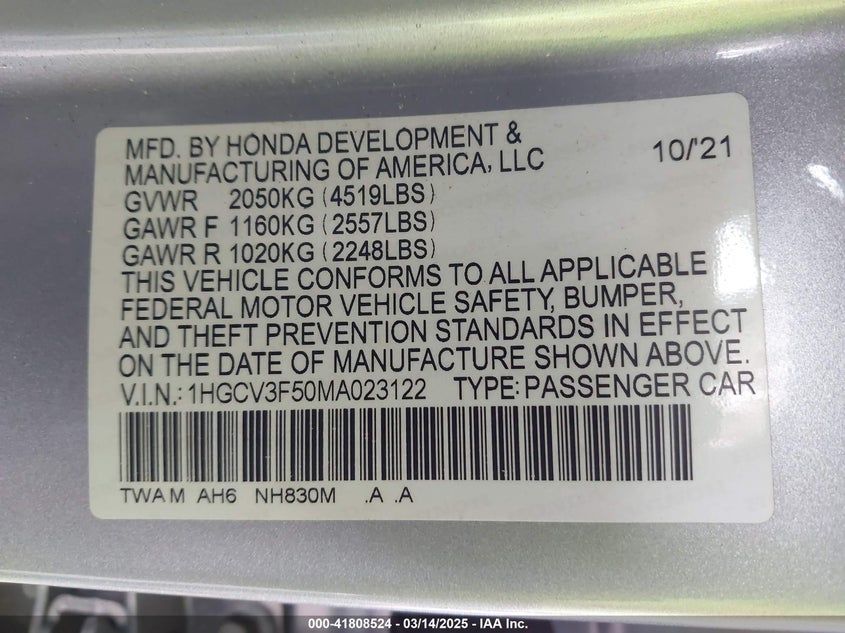 MFD. BY HONDA DEVELOPMENT &
MANUFACTURING OF AMERICA, LLC 10/'21
GVWR 2050KG (4519LBS)
GAWR F 1160KG (2557LBS)
GAWR R 1020KG (2248LBS)
THIS VEHICLE CONFORMS TO ALL APPLICABLE
FEDERAL MOTOR VEHICLE SAFETY, BUMPER,
AND THEFT PREVENTION STANDARDS IN EFFECT
ON THE DATE OF MANUFACTURE SHOWN ABOVE.
V.I.N.: 1HGCV3F50MA023122 TYPE: PASSENGER CAR
TWA M AH6 NH830M .A .A
000-41808524 - 03/14/2025 - IAA Inc.